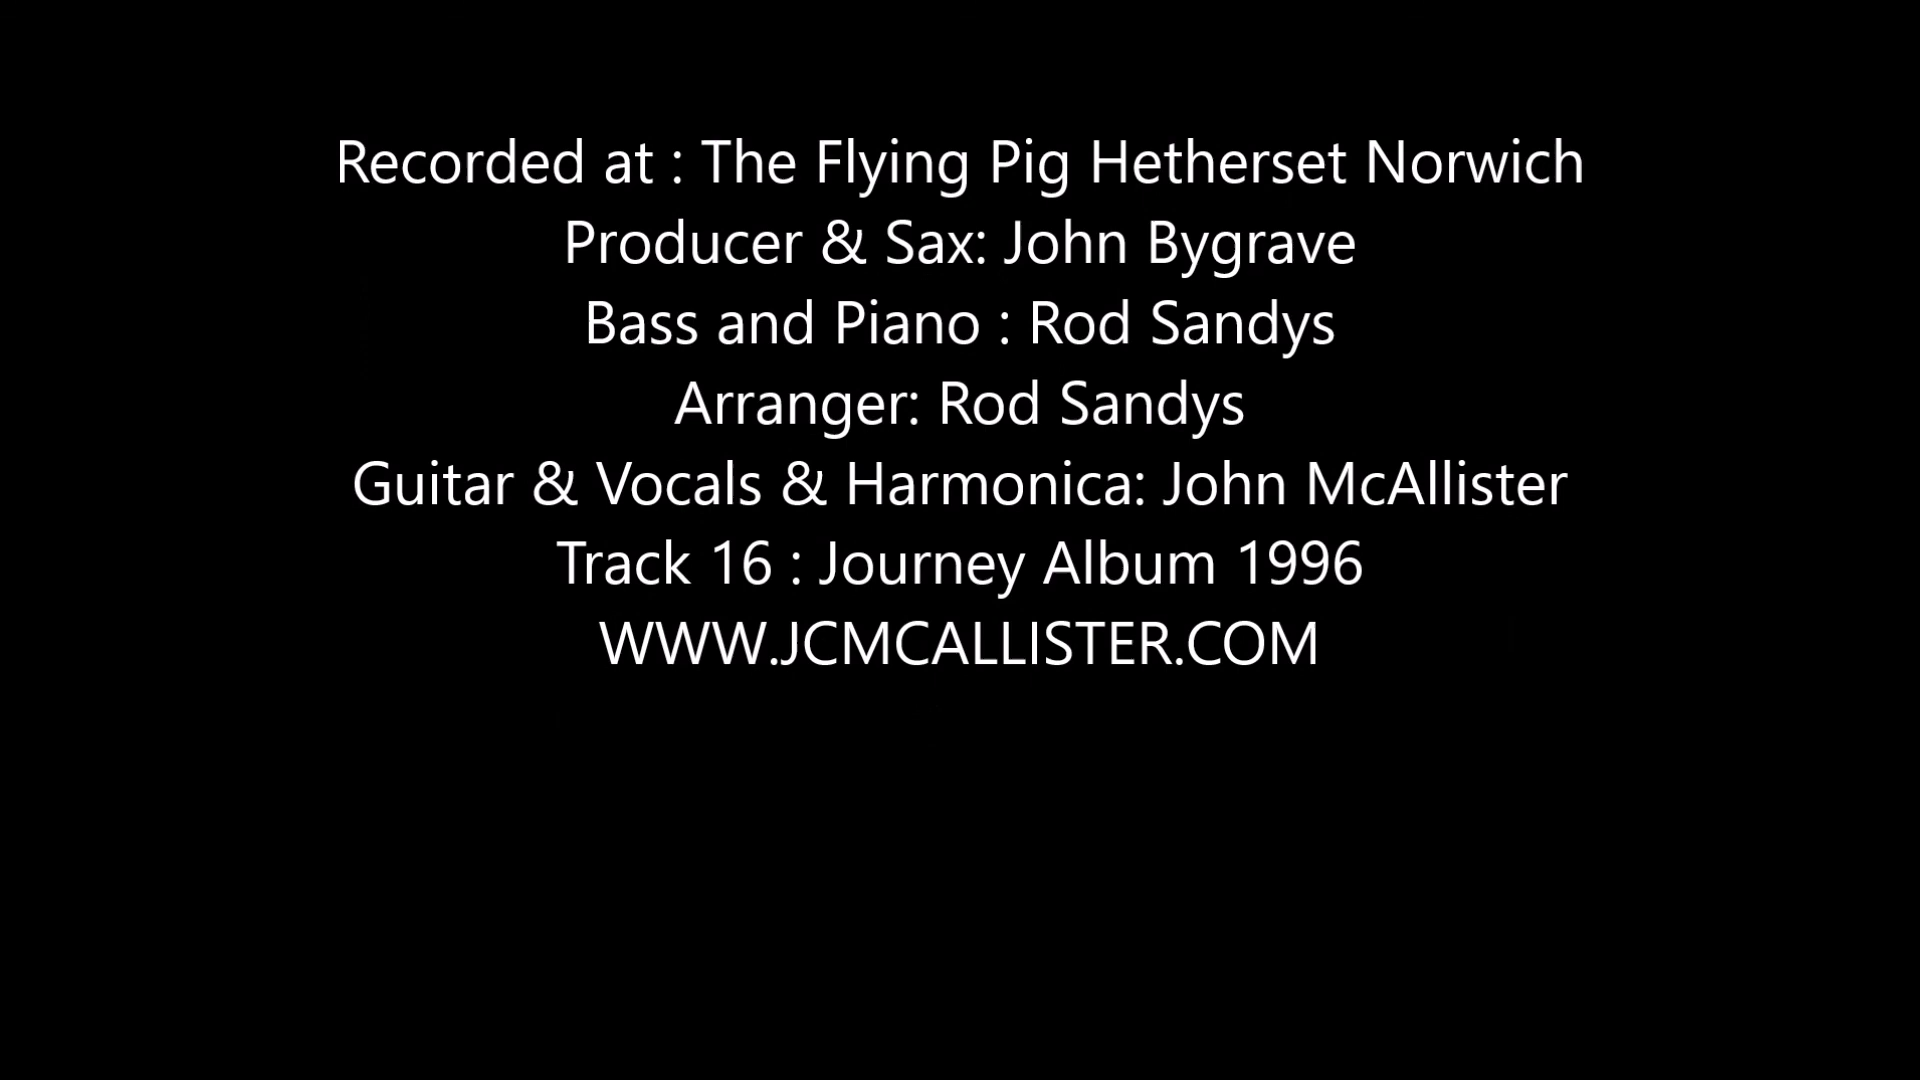 Recorded at : The Flying Pig Hetherset Norwich
Producer & Sax: John Bygrave
Bass and Piano : Rod Sandys
Arranger: Rod Sandys
Guitar & Vocals & Harmonica: John McAllister
Track 16 : Journey Album 1996
WWW.JCMCALLISTER.COM